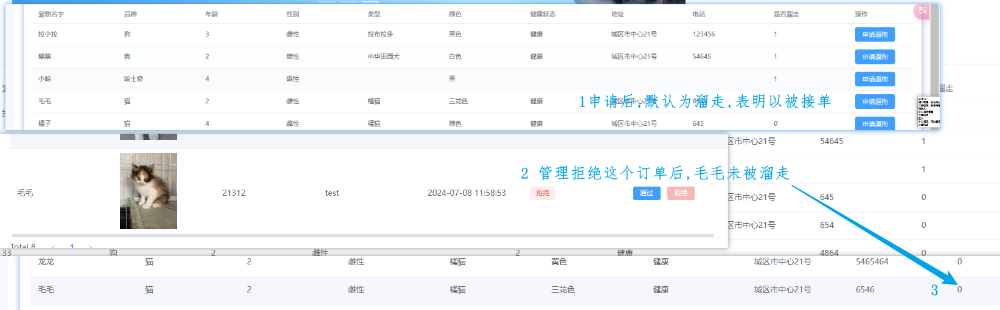 宠物名字 品种 年龄 性别 类型 颜色 健康状态 地址 电话 是否溜走 操作
拉小拉 狗 3 雌性 拉布拉多 黑色 健康 城区市中心21号 123456 1 申请遛狗
蔡蔡 狗 2 雄性 中华田园犬 白色 健康 城区市中心21号 54645 1 申请遛狗
小哈 哈士奇 4 雄性 黑 1 申请遛狗
毛毛 猫 2 雌性 橘猫 三花色 健康 申请遛狗
1申请后,默认为溜走,表明以被接单
橘子 猫 4 雌性 橘猫 棕色 健康 城区市中心21号 645 0 申请遛狗
溜走
区市中心21号 54645 1
2 管理拒绝这个订单后,毛毛未被溜走
1
毛毛 21312 test 2024-07-08 11:58:53 拒绝 通过 拒绝
区市中心21号 645 0
区市中心21号 654 0
Total 8 1
33 狗 2 雌性 2 健康 4864 0
龙龙 猫 2 雌性 橘猫 黄色 健康 城区市中心21号 5465464 0
毛毛 猫 2 雌性 橘猫 三花色 健康 城区市中心21号 6546 3 0